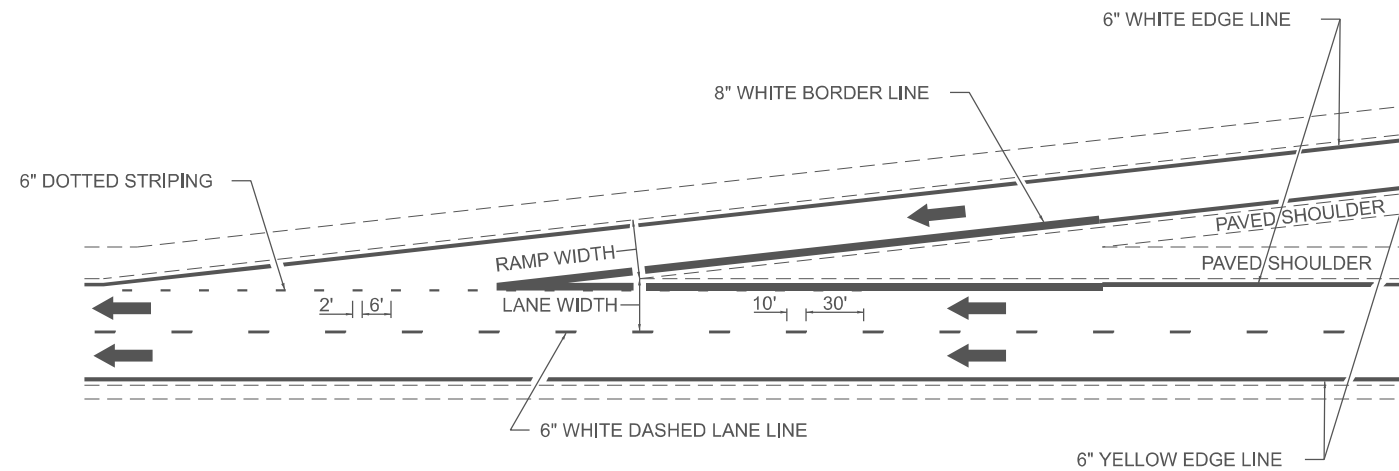 6" WHITE EDGE LINE
8" WHITE BORDER LINE
6" DOTTED STRIPING
PAVED SHOULDER
RAMP WIDTH
PAVED SHOULDER
2' 6'
LANE WIDTH
10' 30'
6" WHITE DASHED LANE LINE
6" YELLOW EDGE LINE